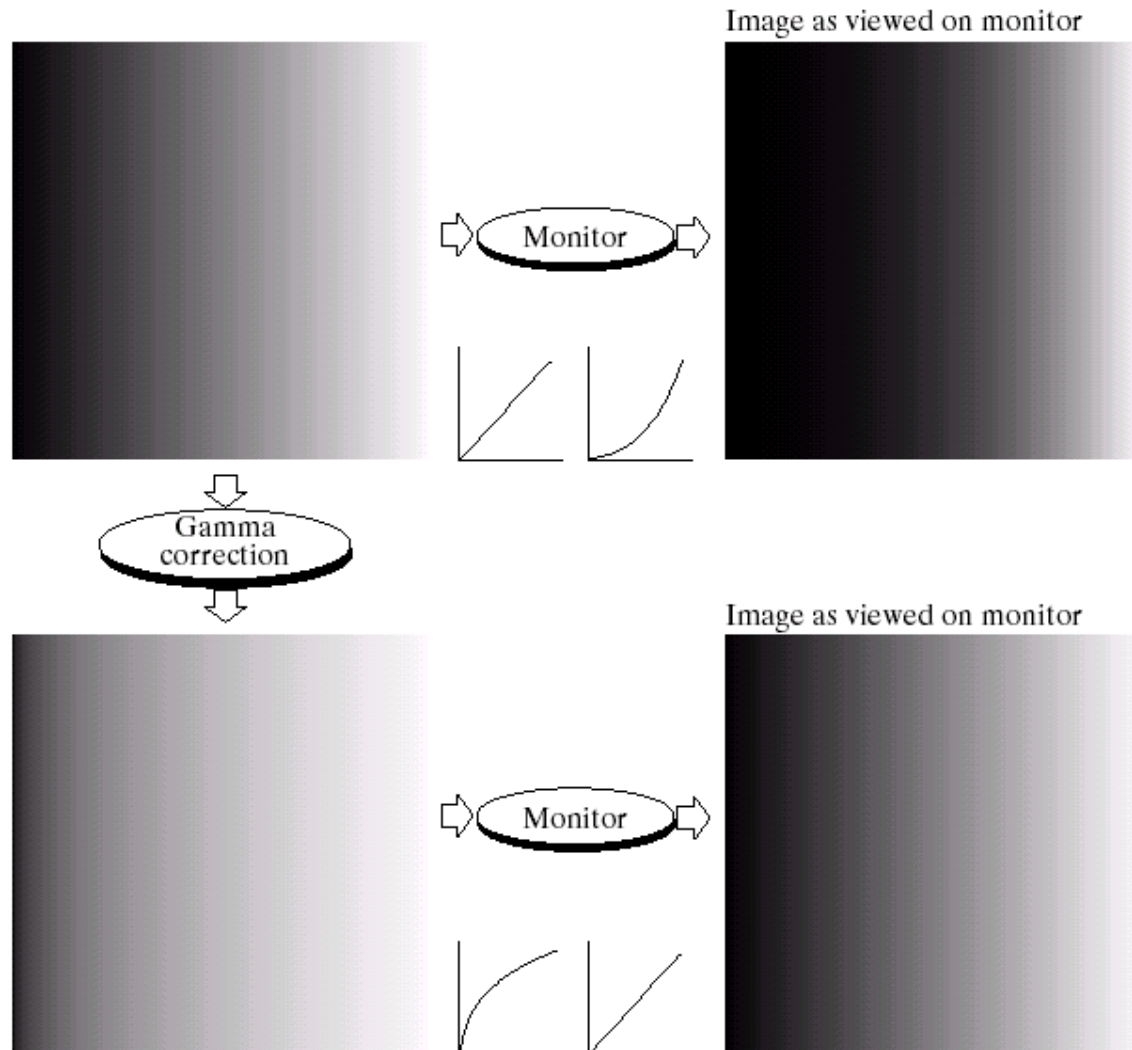 Image as viewed on monitor
Monitor
Gamma
correction
Image as viewed on monitor
Monitor